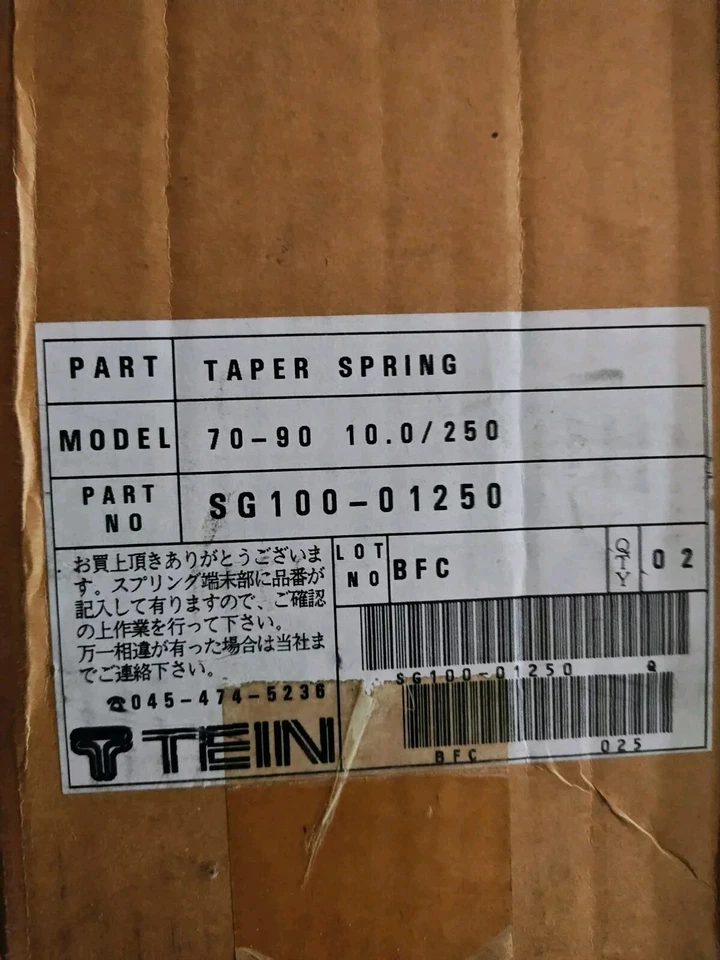 PART TAPER SPRING
MODEL 70-90 10.0/250
PART NO SG100-01250
お買上頂きありがとうございま
す。スプリング端末部に品番が
記入して有りますので、ご確認
の上作業を行って下さい。
万一相違が有った場合は当社ま
でご連絡下さい。
☎045-474-5236
TEIN
LOT NO BFC QTY 02
SG100-01250 Q
BFC 025